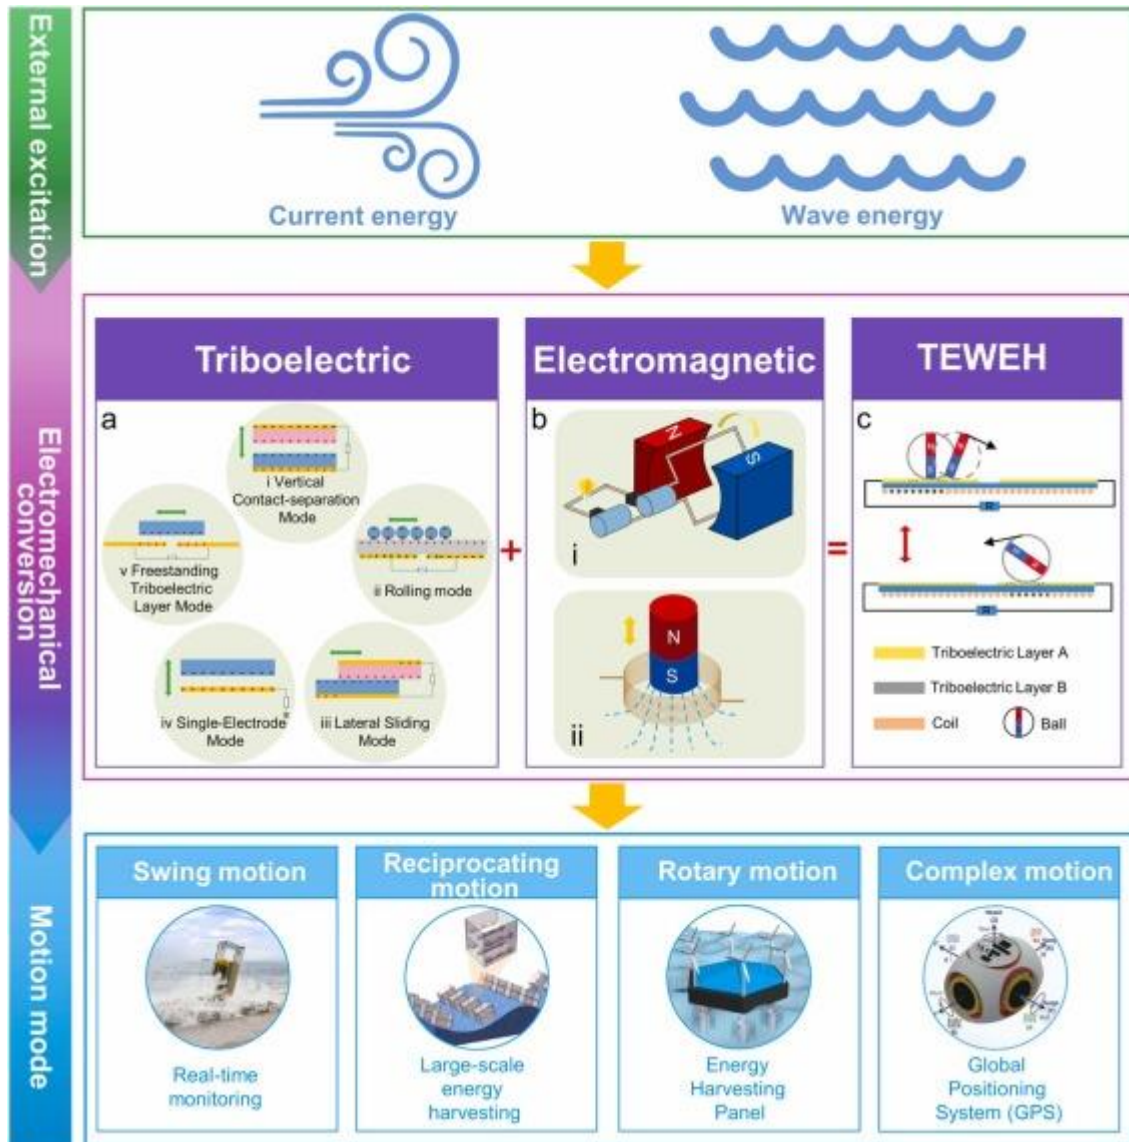 External excitation
Current energy
Wave energy
Electromechanical
conversion
Triboelectric
a
i Vertical
Contact-separation
Mode
v Freestanding
Triboelectric
Layer Mode
ii Rolling mode
iv Single-Electrode
Mode
iii Lateral Sliding
Mode
+
Electromagnetic
b
N
S
i
N
S
ii
=
TEWEH
c
R
R
Triboelectric Layer A
Triboelectric Layer B
Coil
Ball
Motion mode
Swing motion
Real-time
monitoring
Reciprocating
motion
Large-scale
energy
harvesting
Rotary motion
Energy
Harvesting
Panel
Complex motion
Global
Positioning
System (GPS)